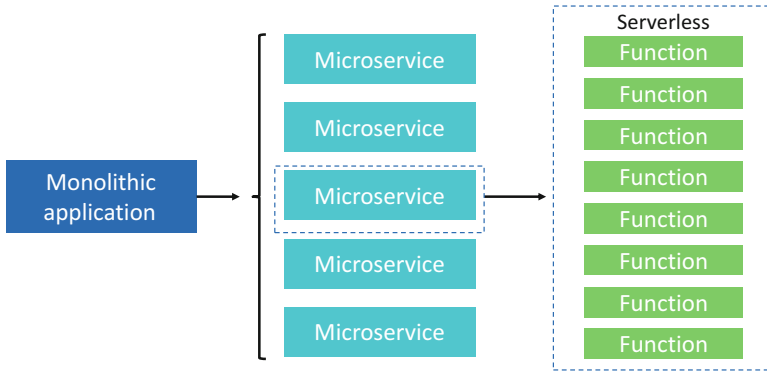 Monolithic
application
Microservice
Microservice
Microservice
Microservice
Microservice
Serverless
Function
Function
Function
Function
Function
Function
Function
Function